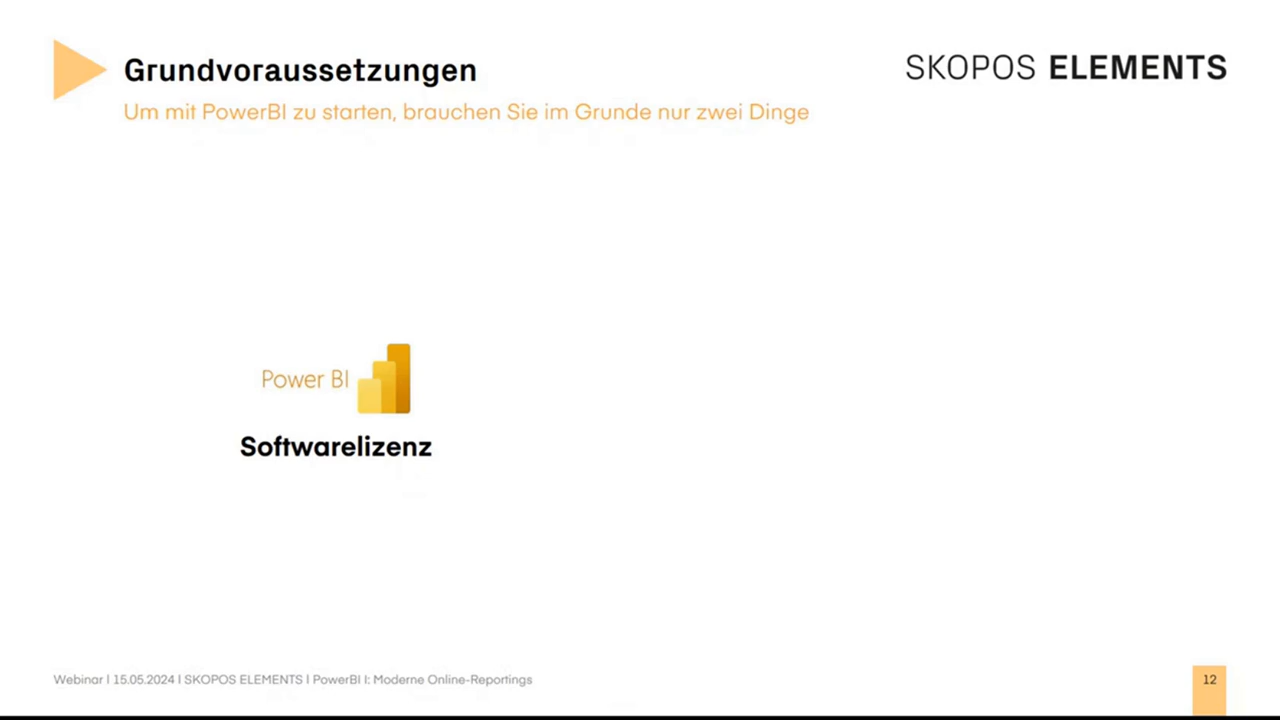 Grundvoraussetzungen
SKOPOS ELEMENTS
Um mit PowerBI zu starten, brauchen Sie im Grunde nur zwei Dinge
Power BI
Softwarelizenz
Webinar I 15.05.2024 I SKOPOS ELEMENTS I PowerBI I: Moderne Online-Reportings
12